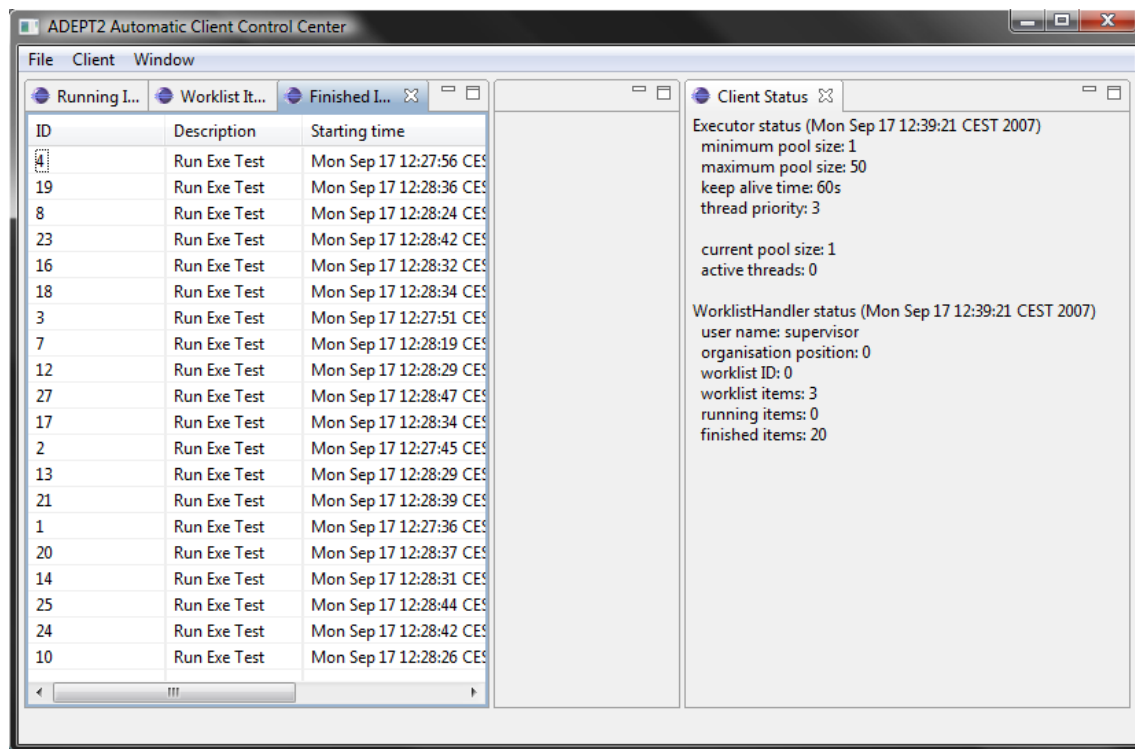 ADEPT2 Automatic Client Control Center
File Client Window
Running I... Worklist It... Finished I...
ID Description Starting time
4 Run Exe Test Mon Sep 17 12:27:56 CES
19 Run Exe Test Mon Sep 17 12:28:36 CES
8 Run Exe Test Mon Sep 17 12:28:24 CES
23 Run Exe Test Mon Sep 17 12:28:42 CES
16 Run Exe Test Mon Sep 17 12:28:32 CES
18 Run Exe Test Mon Sep 17 12:28:34 CES
3 Run Exe Test Mon Sep 17 12:27:51 CES
7 Run Exe Test Mon Sep 17 12:28:19 CES
12 Run Exe Test Mon Sep 17 12:28:29 CES
27 Run Exe Test Mon Sep 17 12:28:47 CES
17 Run Exe Test Mon Sep 17 12:28:34 CES
2 Run Exe Test Mon Sep 17 12:27:45 CES
13 Run Exe Test Mon Sep 17 12:28:29 CES
21 Run Exe Test Mon Sep 17 12:28:39 CES
1 Run Exe Test Mon Sep 17 12:27:36 CES
20 Run Exe Test Mon Sep 17 12:28:37 CES
14 Run Exe Test Mon Sep 17 12:28:31 CES
25 Run Exe Test Mon Sep 17 12:28:44 CES
24 Run Exe Test Mon Sep 17 12:28:42 CES
10 Run Exe Test Mon Sep 17 12:28:26 CES
Client Status
Executor status (Mon Sep 17 12:39:21 CEST 2007)
minimum pool size: 1
maximum pool size: 50
keep alive time: 60s
thread priority: 3
current pool size: 1
active threads: 0
WorklistHandler status (Mon Sep 17 12:39:21 CEST 2007)
user name: supervisor
organisation position: 0
worklist ID: 0
worklist items: 3
running items: 0
finished items: 20